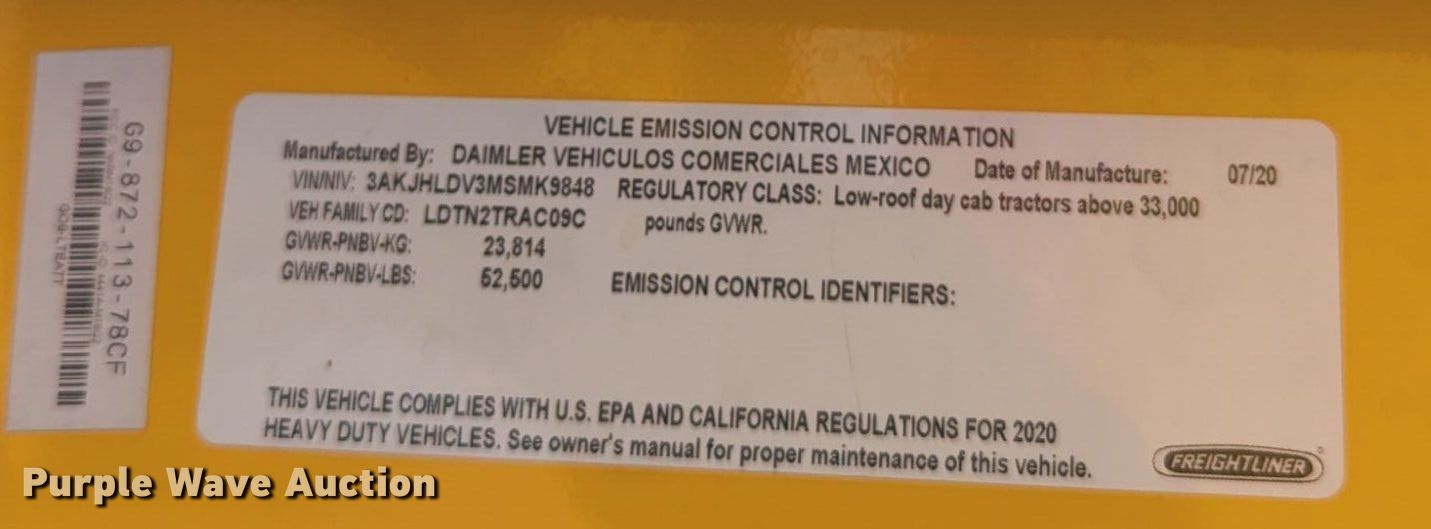 G9-872-113-78CF
VEHICLE EMISSION CONTROL INFORMATION
Manufactured By: DAIMLER VEHICULOS COMERCIALES MEXICO Date of Manufacture: 07/20
VIN/NIV: 3AKJHLDV3MSMK9848 REGULATORY CLASS: Low-roof day cab tractors above 33,000
VEH FAMILY CD: LDTN2TRAC09C pounds GVWR.
GVWR-PNBV-KG: 23,814
GVWR-PNBV-LBS: 52,500 EMISSION CONTROL IDENTIFIERS:
THIS VEHICLE COMPLIES WITH U.S. EPA AND CALIFORNIA REGULATIONS FOR 2020
HEAVY DUTY VEHICLES. See owner's manual for proper maintenance of this vehicle.
FREIGHTLINER
Purple Wave Auction